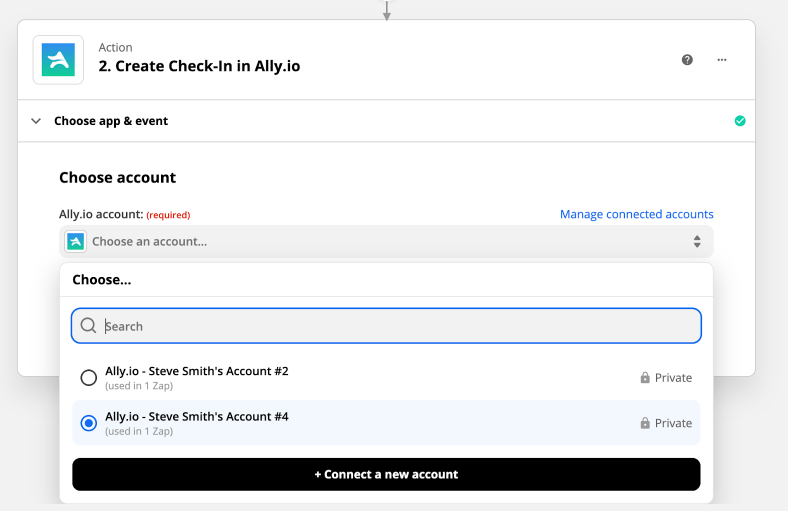 Action
2. Create Check-In in Ally.io
Choose app & event
Choose account
Ally.io account: (required)
Manage connected accounts
Choose an account...
Choose...
Search
Ally.io - Steve Smith's Account #2
(used in 1 Zap)
Private
Ally.io - Steve Smith's Account #4
(used in 1 Zap)
Private
+ Connect a new account